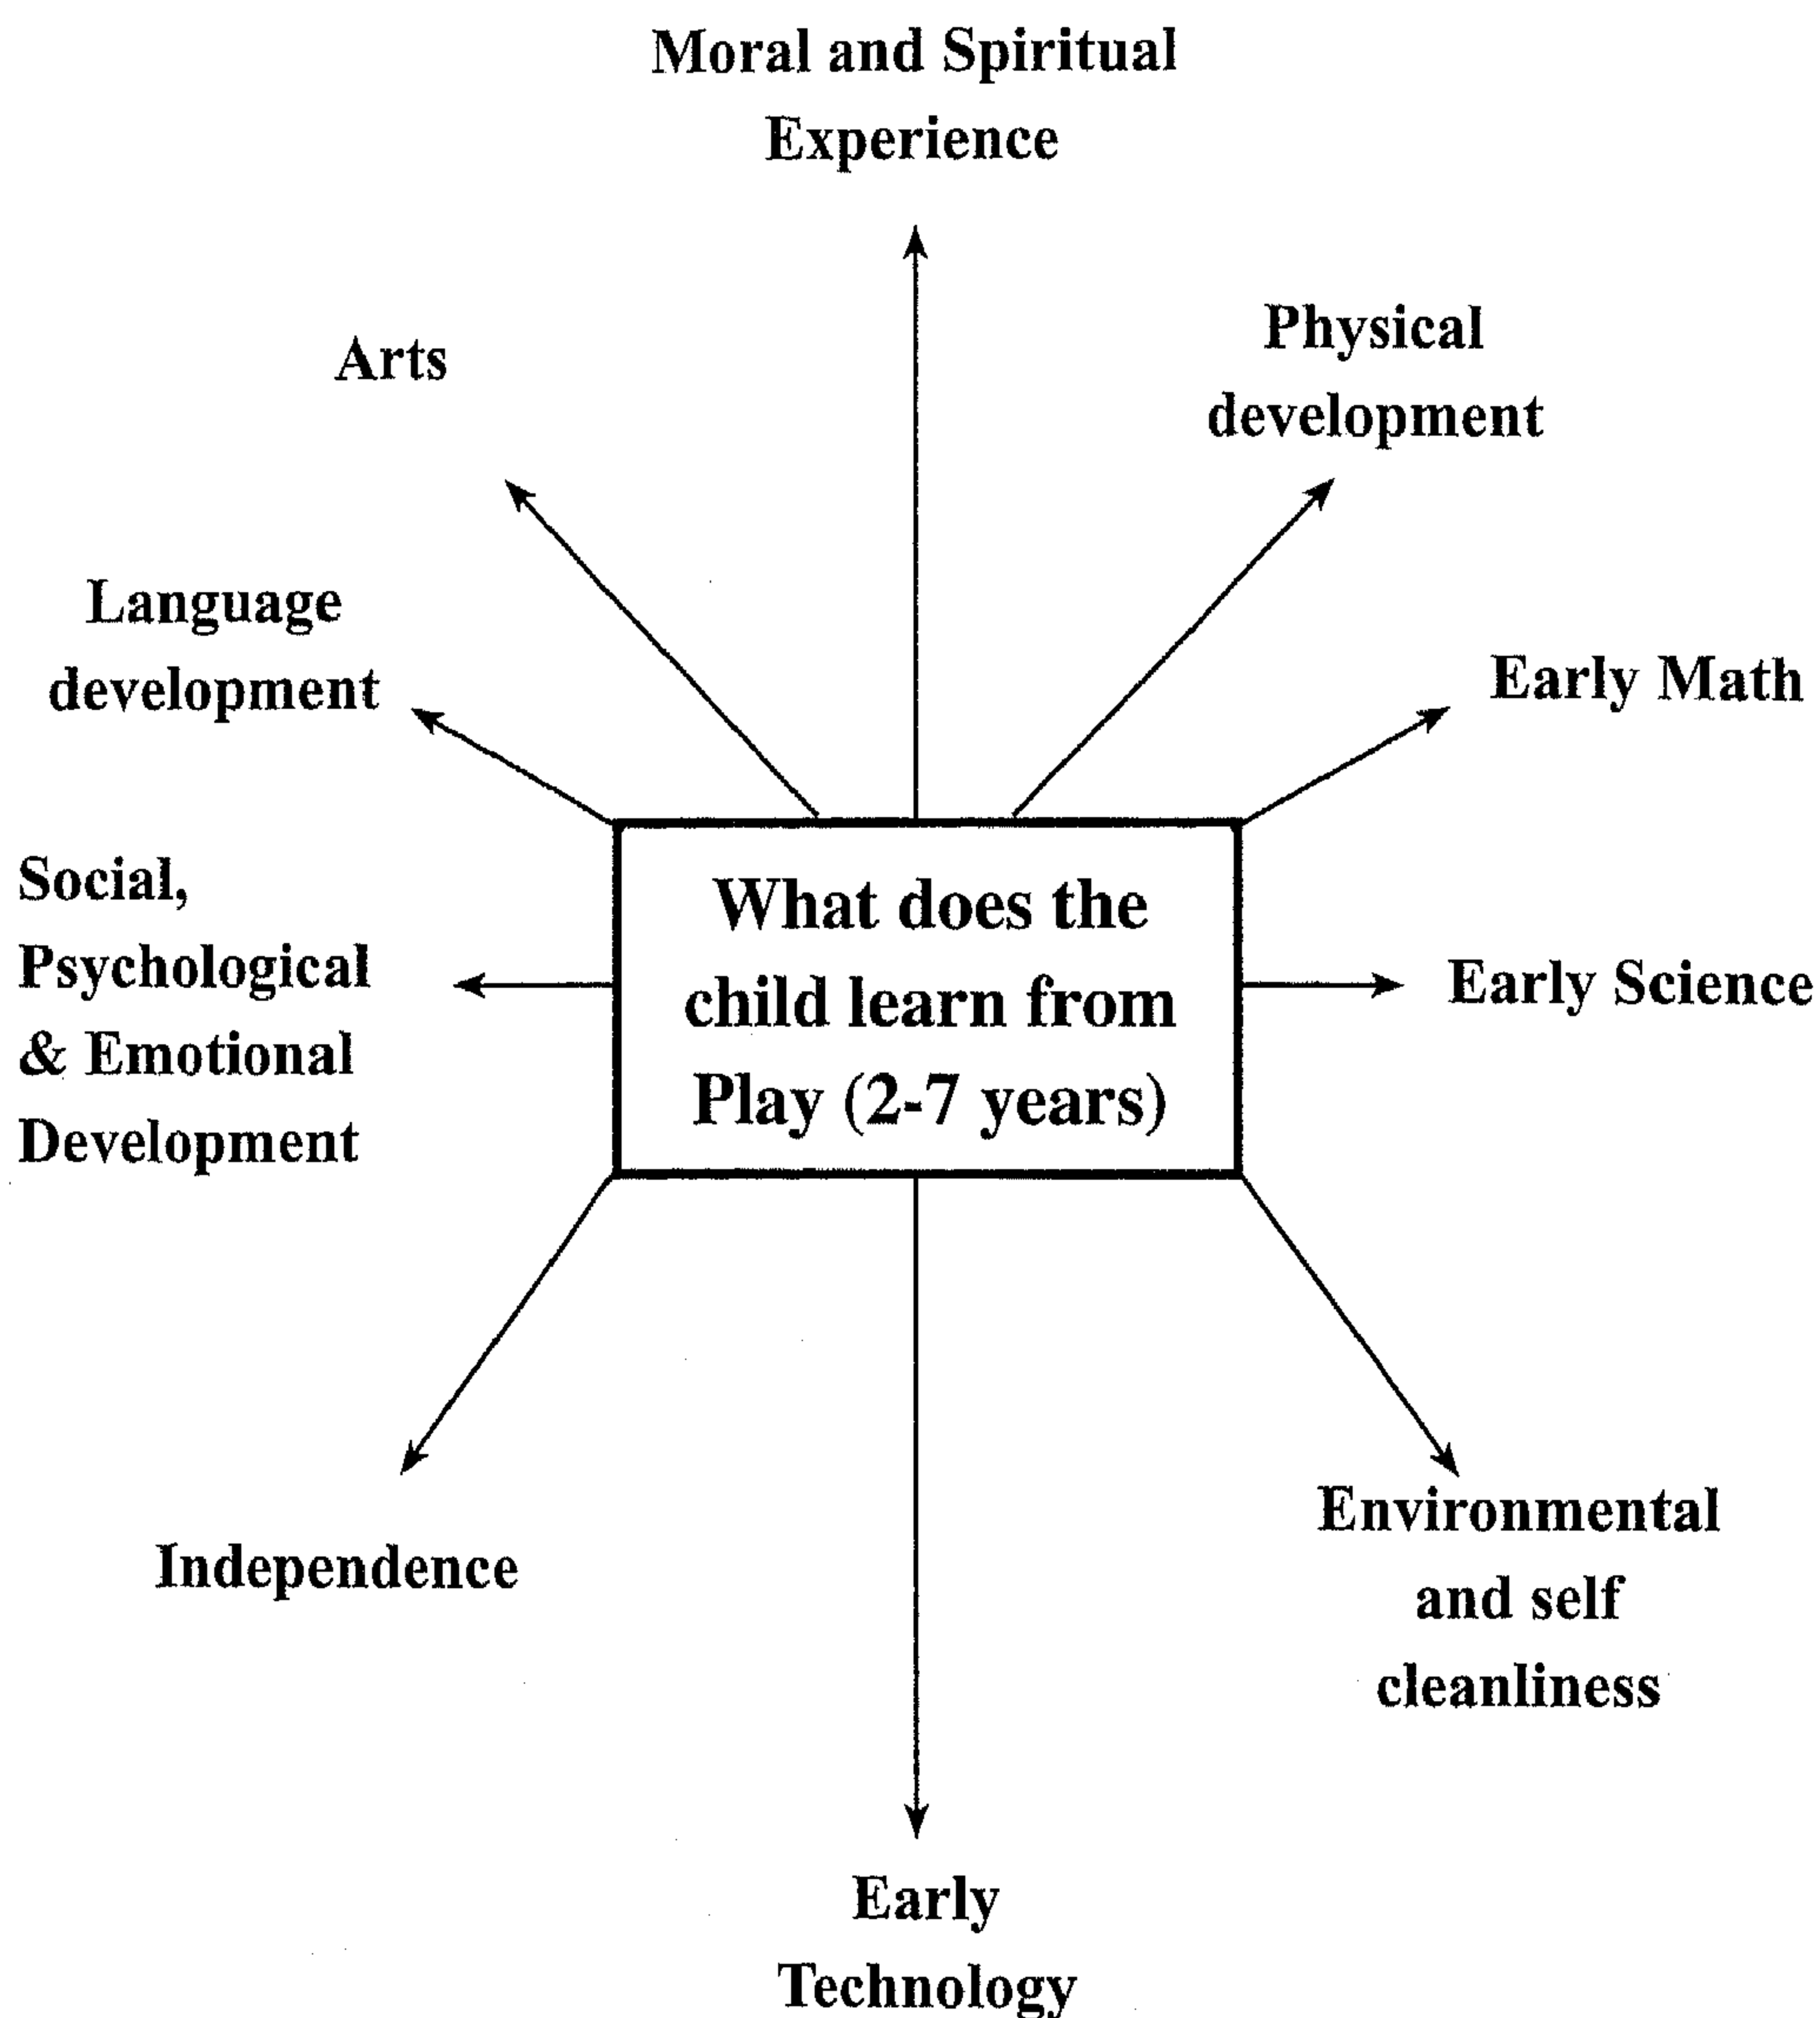 Moral and Spiritual
Experience
Arts
Physical
development
Language
development
Early Math
Social,
Psychological
& Emotional
Development
What does the
child learn from
Play (2-7 years)
Early Science
Independence
Environmental
and self
cleanliness
Early
Technology